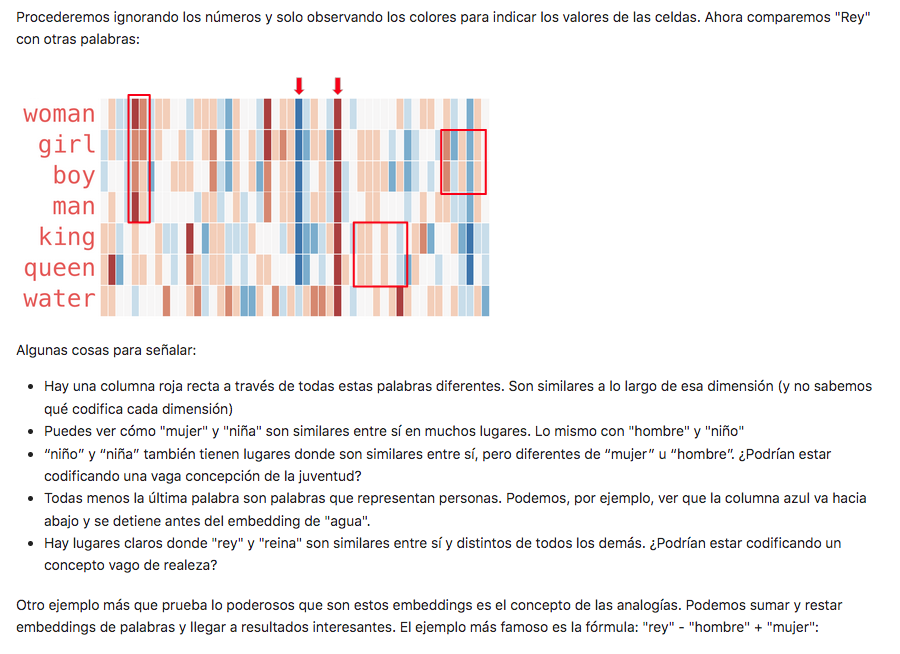 Procederemos ignorando los números y solo observando los colores para indicar los valores de las celdas. Ahora comparemos "Rey"
con otras palabras:
woman
girl
boy
man
king
queen
water
Algunas cosas para señalar:
• Hay una columna roja recta a través de todas estas palabras diferentes. Son similares a lo largo de esa dimensión (y no sabemos
qué codifica cada dimensión)
• Puedes ver cómo "mujer" y "niña" son similares entre sí en muchos lugares. Lo mismo con "hombre" y "niño"
• “niño” y “niña” también tienen lugares donde son similares entre sí, pero diferentes de “mujer” u “hombre”. ¿Podrían estar
codificando una vaga concepción de la juventud?
• Todas menos la última palabra son palabras que representan personas. Podemos, por ejemplo, ver que la columna azul va hacia
abajo y se detiene antes del embedding de "agua".
• Hay lugares claros donde "rey" y "reina" son similares entre sí y distintos de todos los demás. ¿Podrían estar codificando un
concepto vago de realeza?
Otro ejemplo más que prueba lo poderosos que son estos embeddings es el concepto de las analogías. Podemos sumar y restar
embeddings de palabras y llegar a resultados interesantes. El ejemplo más famoso es la fórmula: "rey" - "hombre" + "mujer":